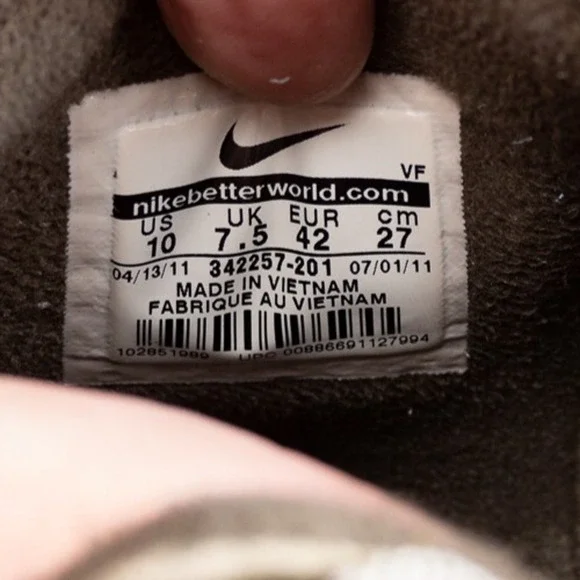 VF
nikebetterworld.com
US UK EUR cm
10 7.5 42 27
04/13/11 342257-201 07/01/11
MADE IN VIETNAM
FABRIQUE AU VIETNAM
102851989 UPC 00886691127994